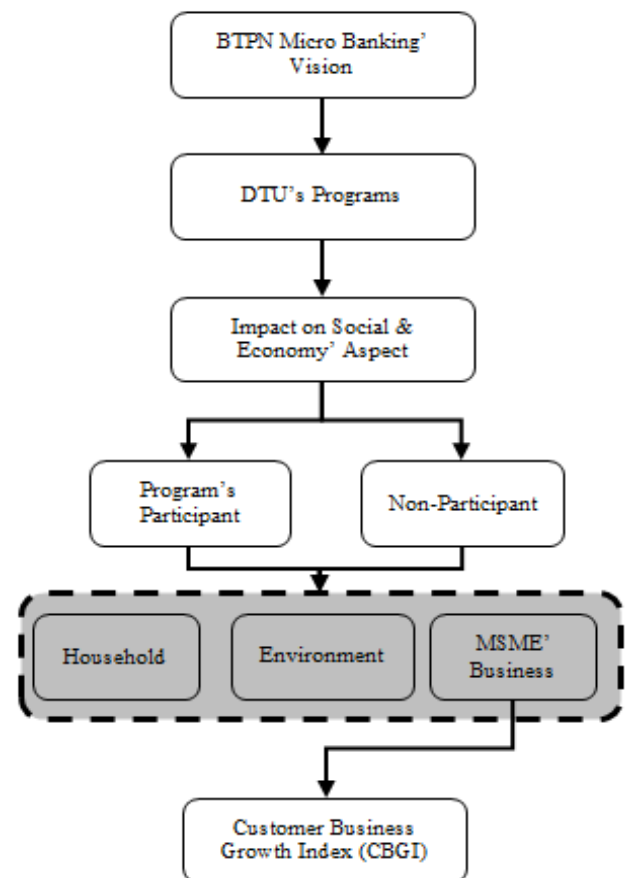 BTPN Micro Banking’
Vision
DTU’s Programs
Impact on Social &
Economy’ Aspect
Program’s
Participant
Non-Participant
Household
Environment
MSME’
Business
Customer Business
Growth Index (CBGI)